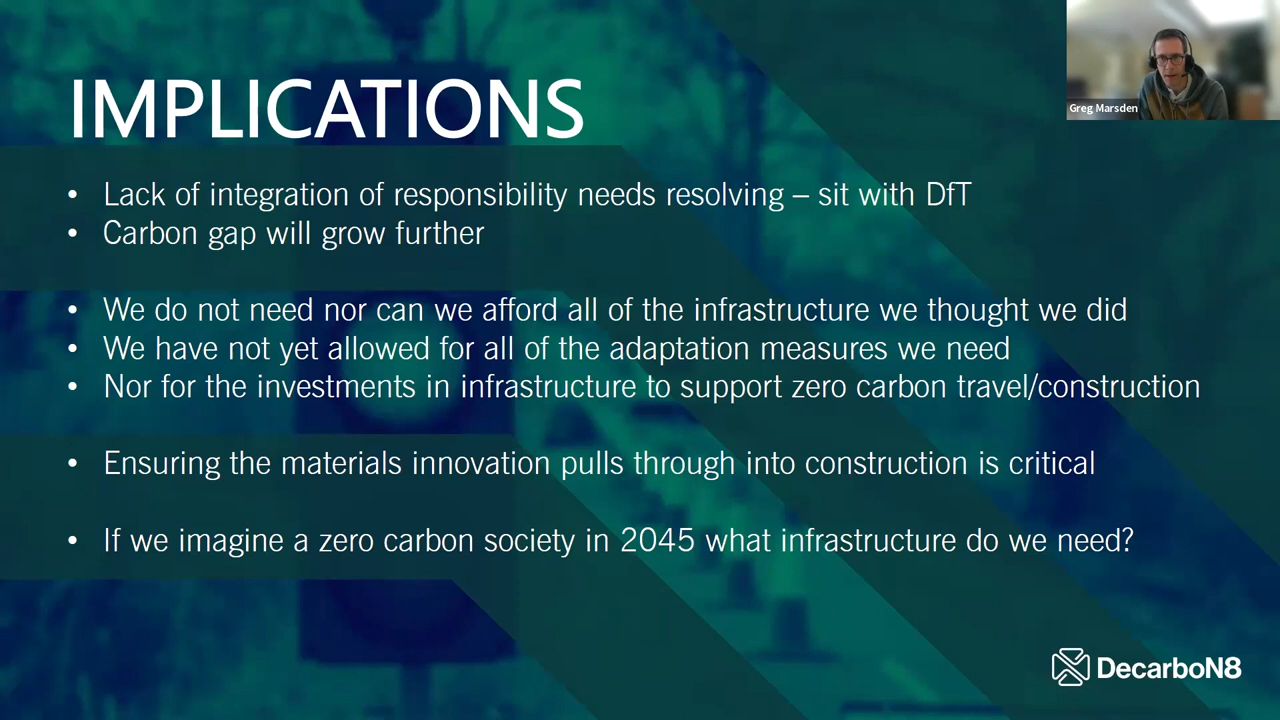 IMPLICATIONS
Greg Marsden
• Lack of integration of responsibility needs resolving – sit with DfT
• Carbon gap will grow further
• We do not need nor can we afford all of the infrastructure we thought we did
• We have not yet allowed for all of the adaptation measures we need
• Nor for the investments in infrastructure to support zero carbon travel/construction
• Ensuring the materials innovation pulls through into construction is critical
• If we imagine a zero carbon society in 2045 what infrastructure do we need?
DecarboN8